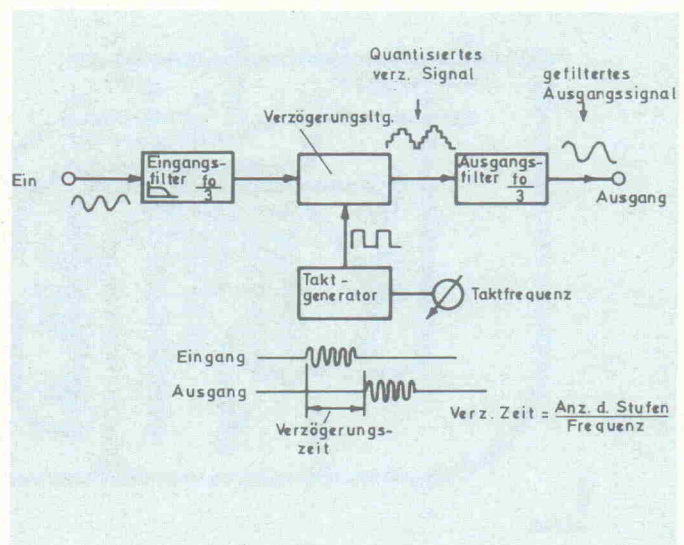 Quantisiertes
verz. Signal
gefiltertes
Ausgangssignal
Verzögerungsltg.
Ein
Eingangs-
filter fo
3
Ausgangs-
filter fo
3
Ausgang
Takt-
generator
Taktfrequenz
Eingang
Ausgang
Verzögerungs-
zeit
Verz. Zeit = Anz. d. Stufen
Frequenz